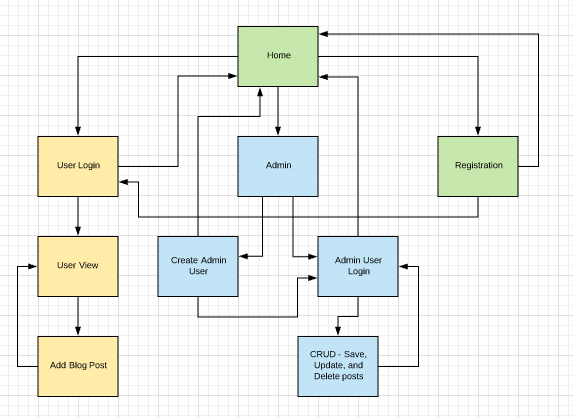 Home
User Login
Admin
Registration
User View
Create Admin
User
Admin User
Login
Add Blog Post
CRUD - Save,
Update, and
Delete posts